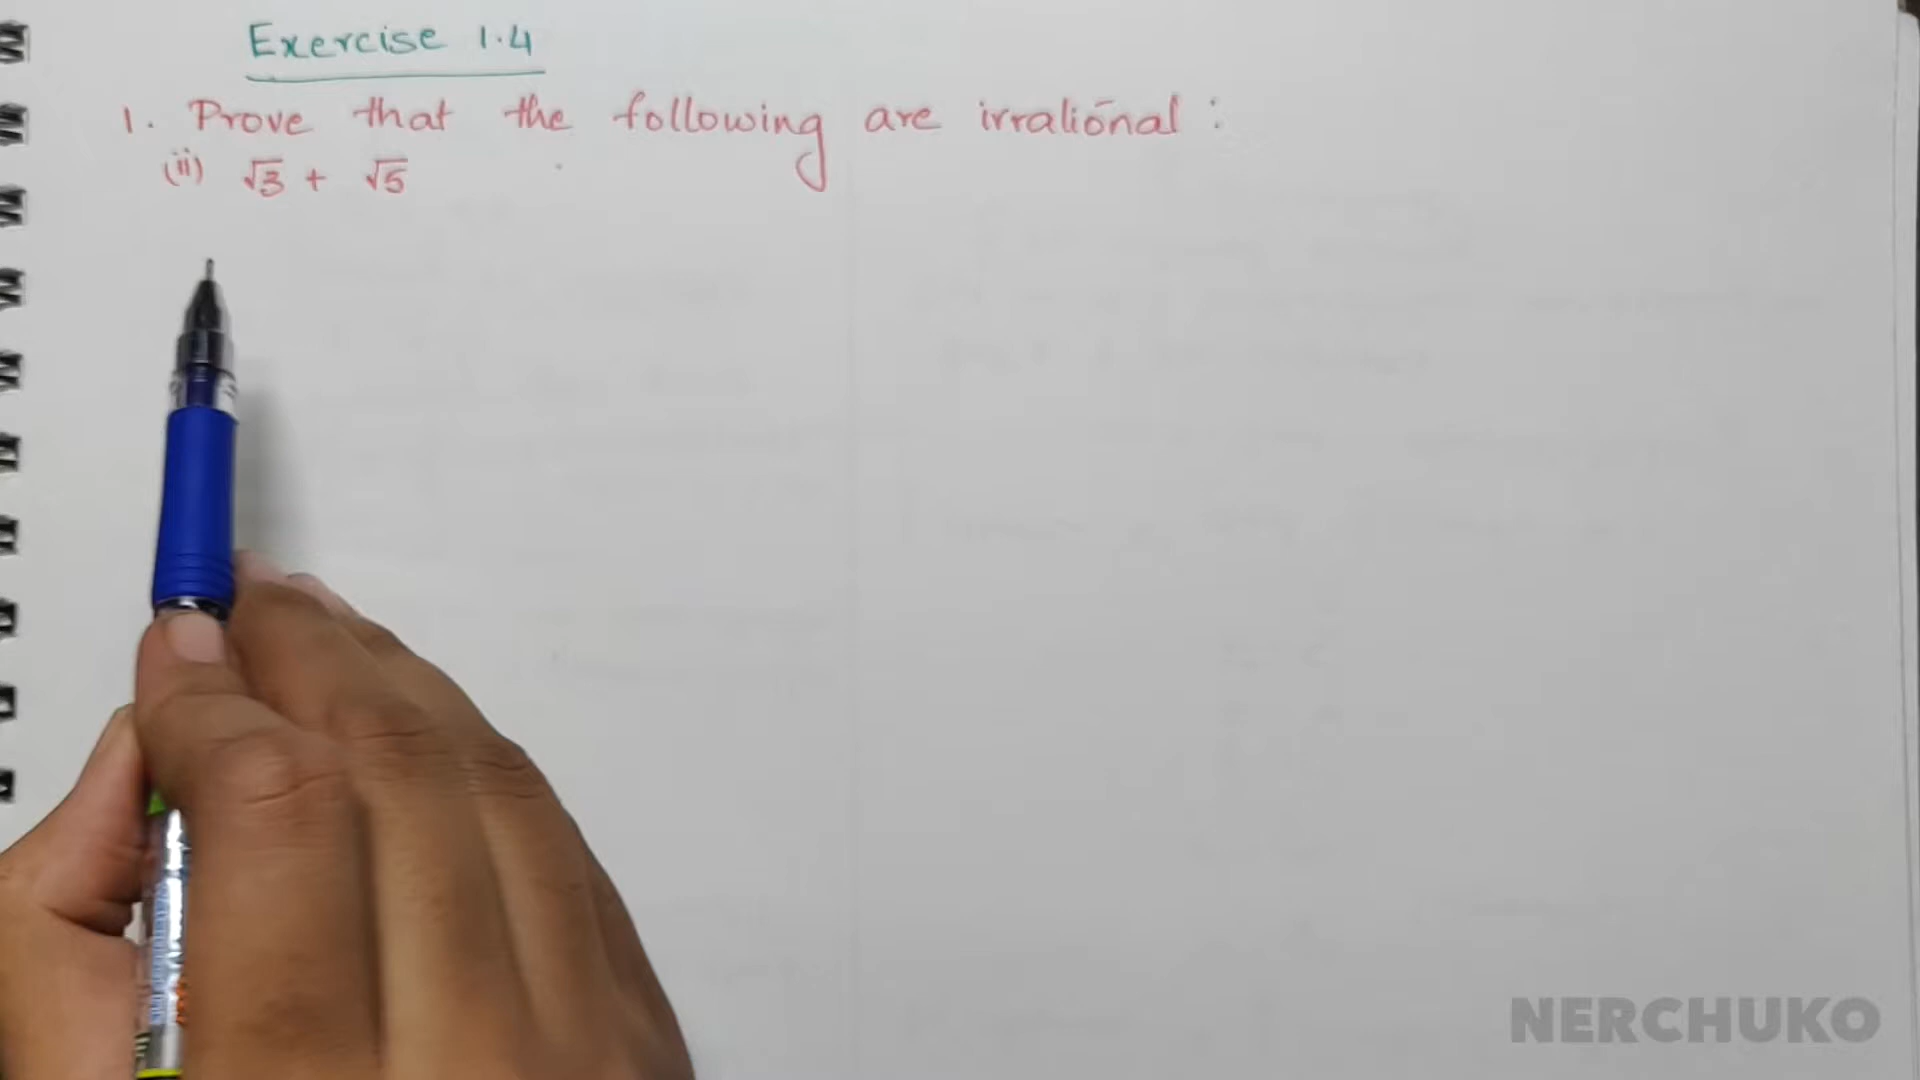 Exercise 1.4
1. Prove that the following are irrational :
(ii) √3 + √5
NERCHUKO